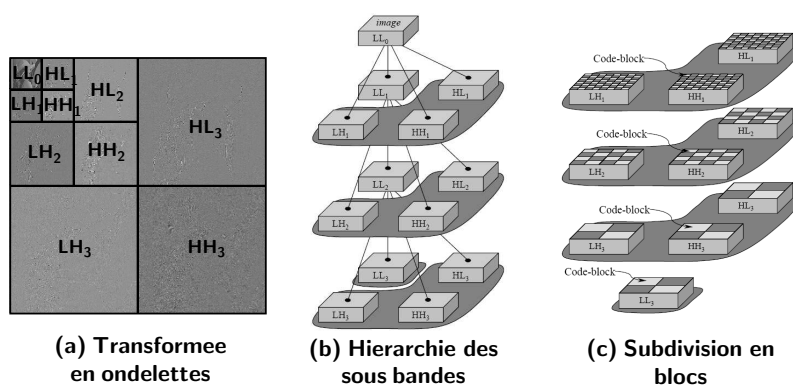 LL₀ HL₁
LH₁ HH₁
HL₂
LH₂ HH₂
HL₃
LH₃ HH₃
(a) Transformee
en ondelettes
image
LL₀
LL₁ HL₁
LH₁ HH₁
LL₂ HL₂
LH₂ HH₂
LL₃ HL₃
LH₃ HH₃
(b) Hierarchie des
sous bandes
HL₁
Code-block
LH₁ HH₁
HL₂
Code-block
LH₂ HH₂
HL₃
Code-block
LH₃ HH₃
Code-block
LL₃
(c) Subdivision en
blocs